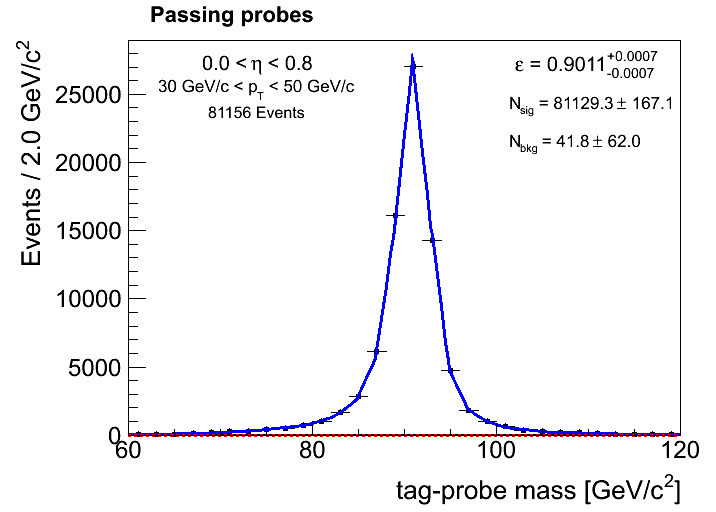 Passing probes
Events / 2.0 GeV/c²
0.0 < η < 0.8
30 GeV/c < p_T < 50 GeV/c
81156 Events
ε = 0.9011 +0.0007 -0.0007
N_sig = 81129.3 ± 167.1
N_bkg = 41.8 ± 62.0
25000
20000
15000
10000
5000
0
60 80 100 120
tag-probe mass [GeV/c²]